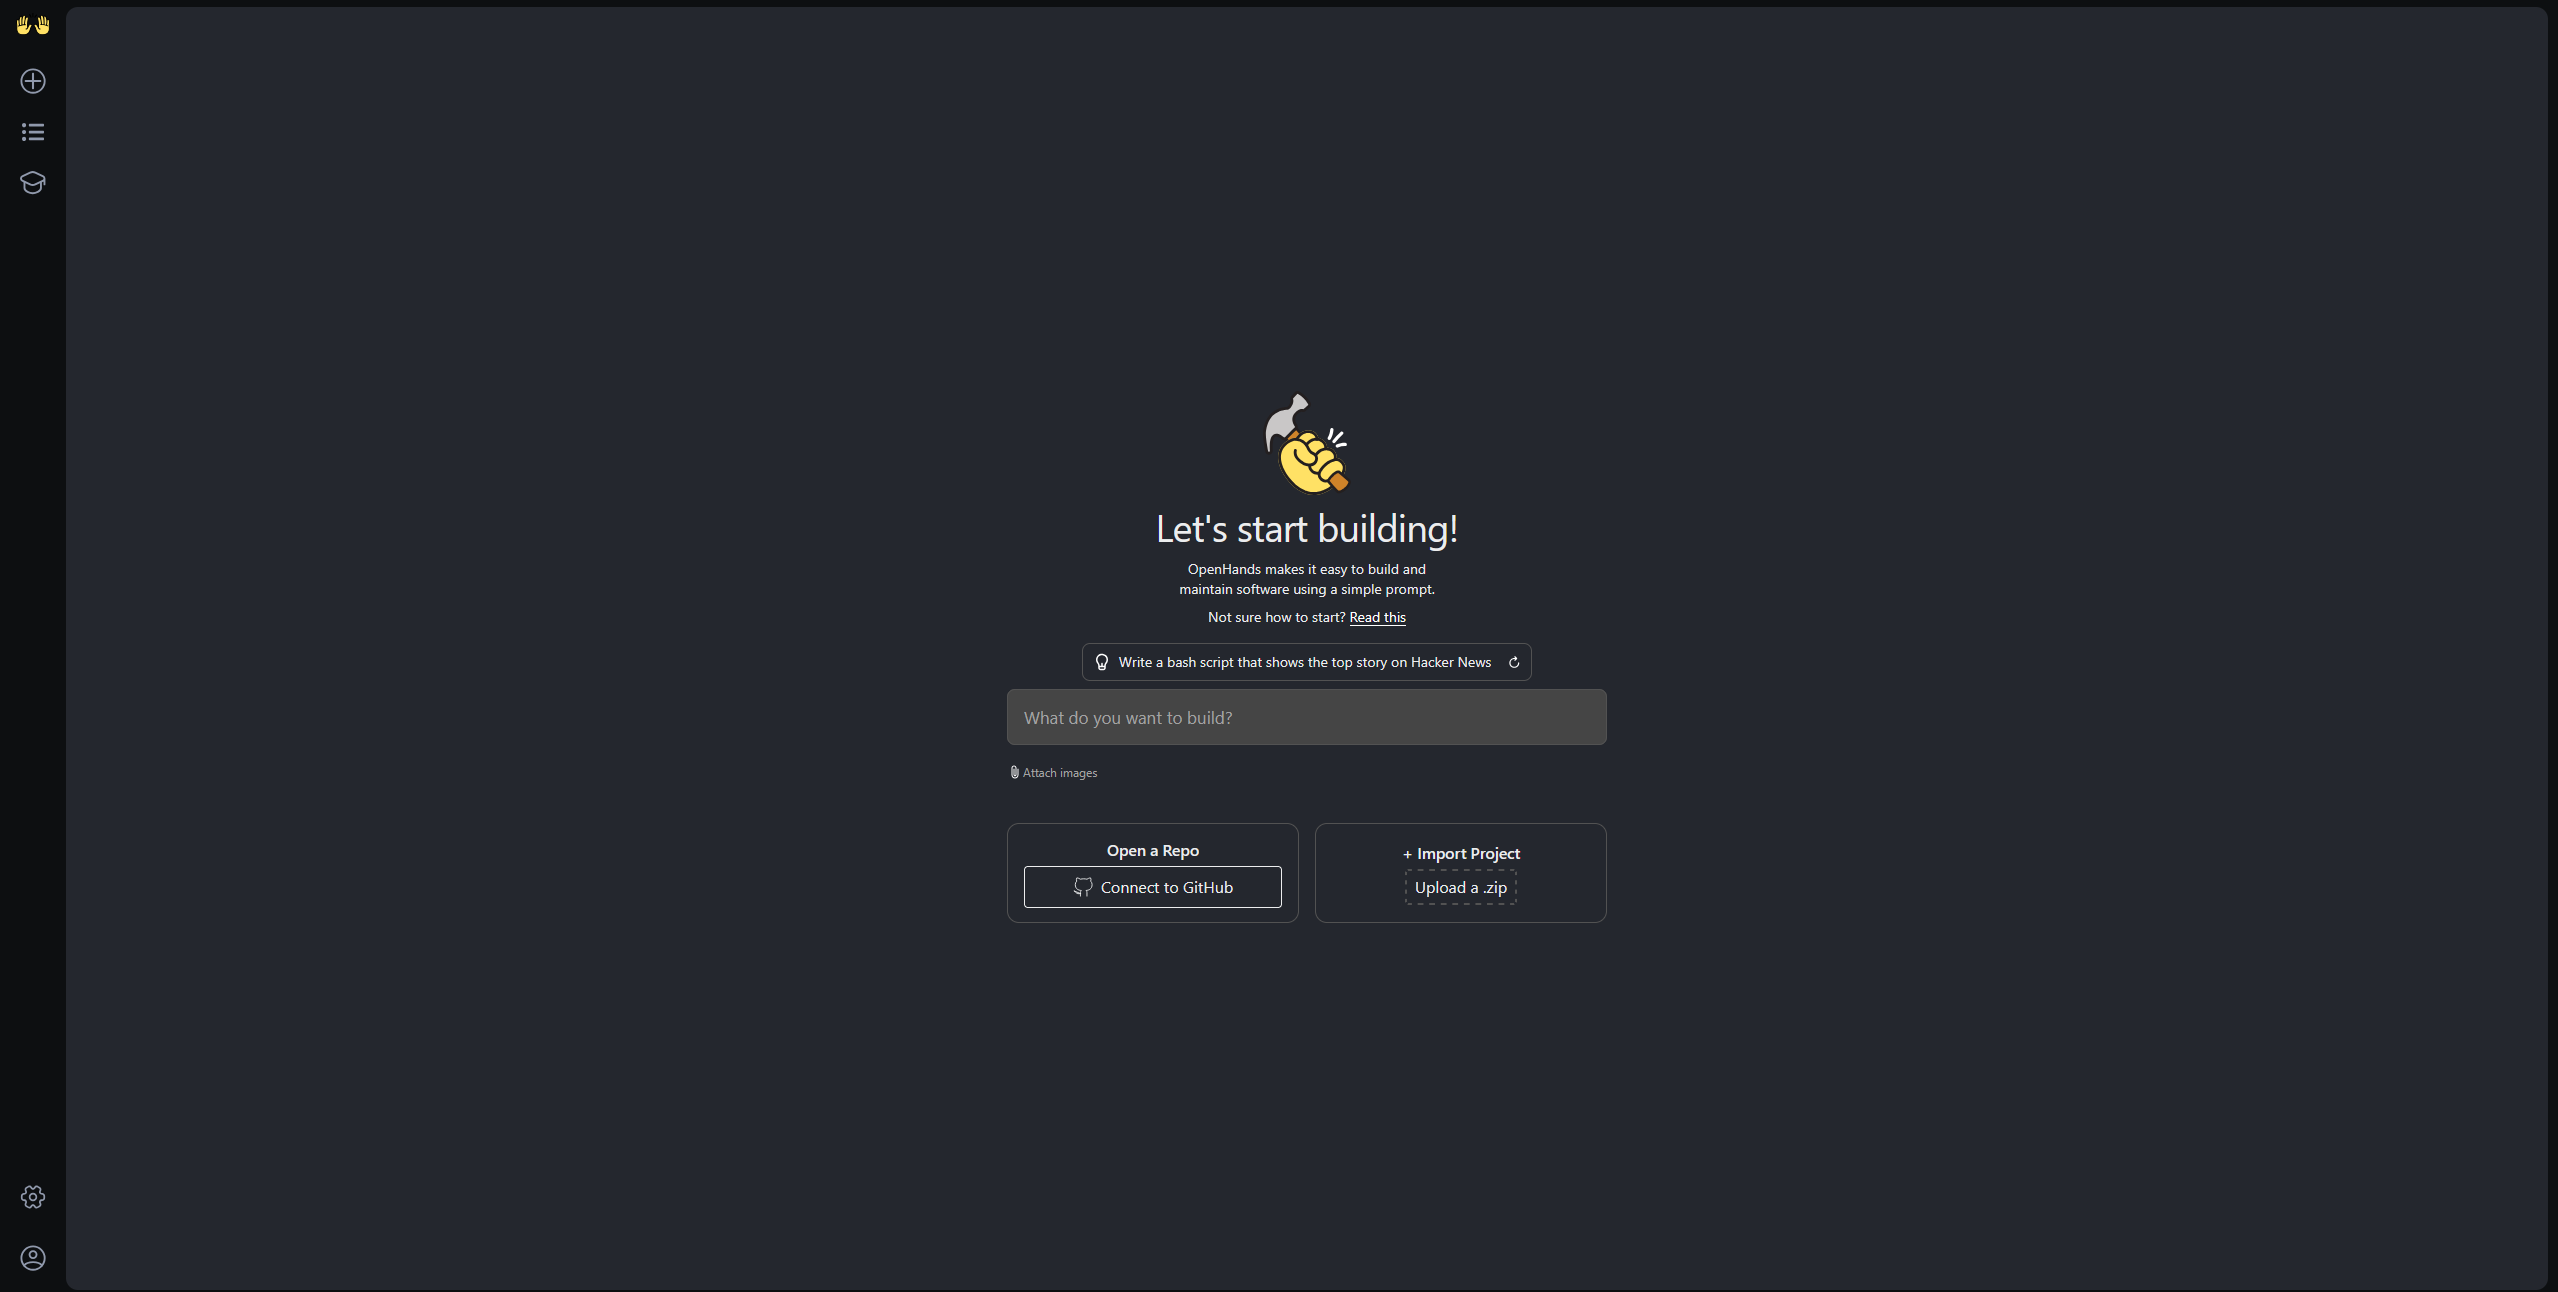 Let's start building!
OpenHands makes it easy to build and
maintain software using a simple prompt.
Not sure how to start? Read this
Write a bash script that shows the top story on Hacker News
What do you want to build?
Attach images
Open a Repo
Connect to GitHub
+ Import Project
Upload a .zip